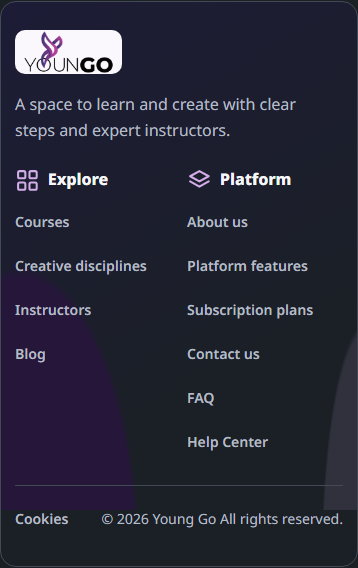 YOUNGO
A space to learn and create with clear
steps and expert instructors.
Explore
Courses
Creative disciplines
Instructors
Blog
Platform
About us
Platform features
Subscription plans
Contact us
FAQ
Help Center
Cookies
© 2026 Young Go All rights reserved.